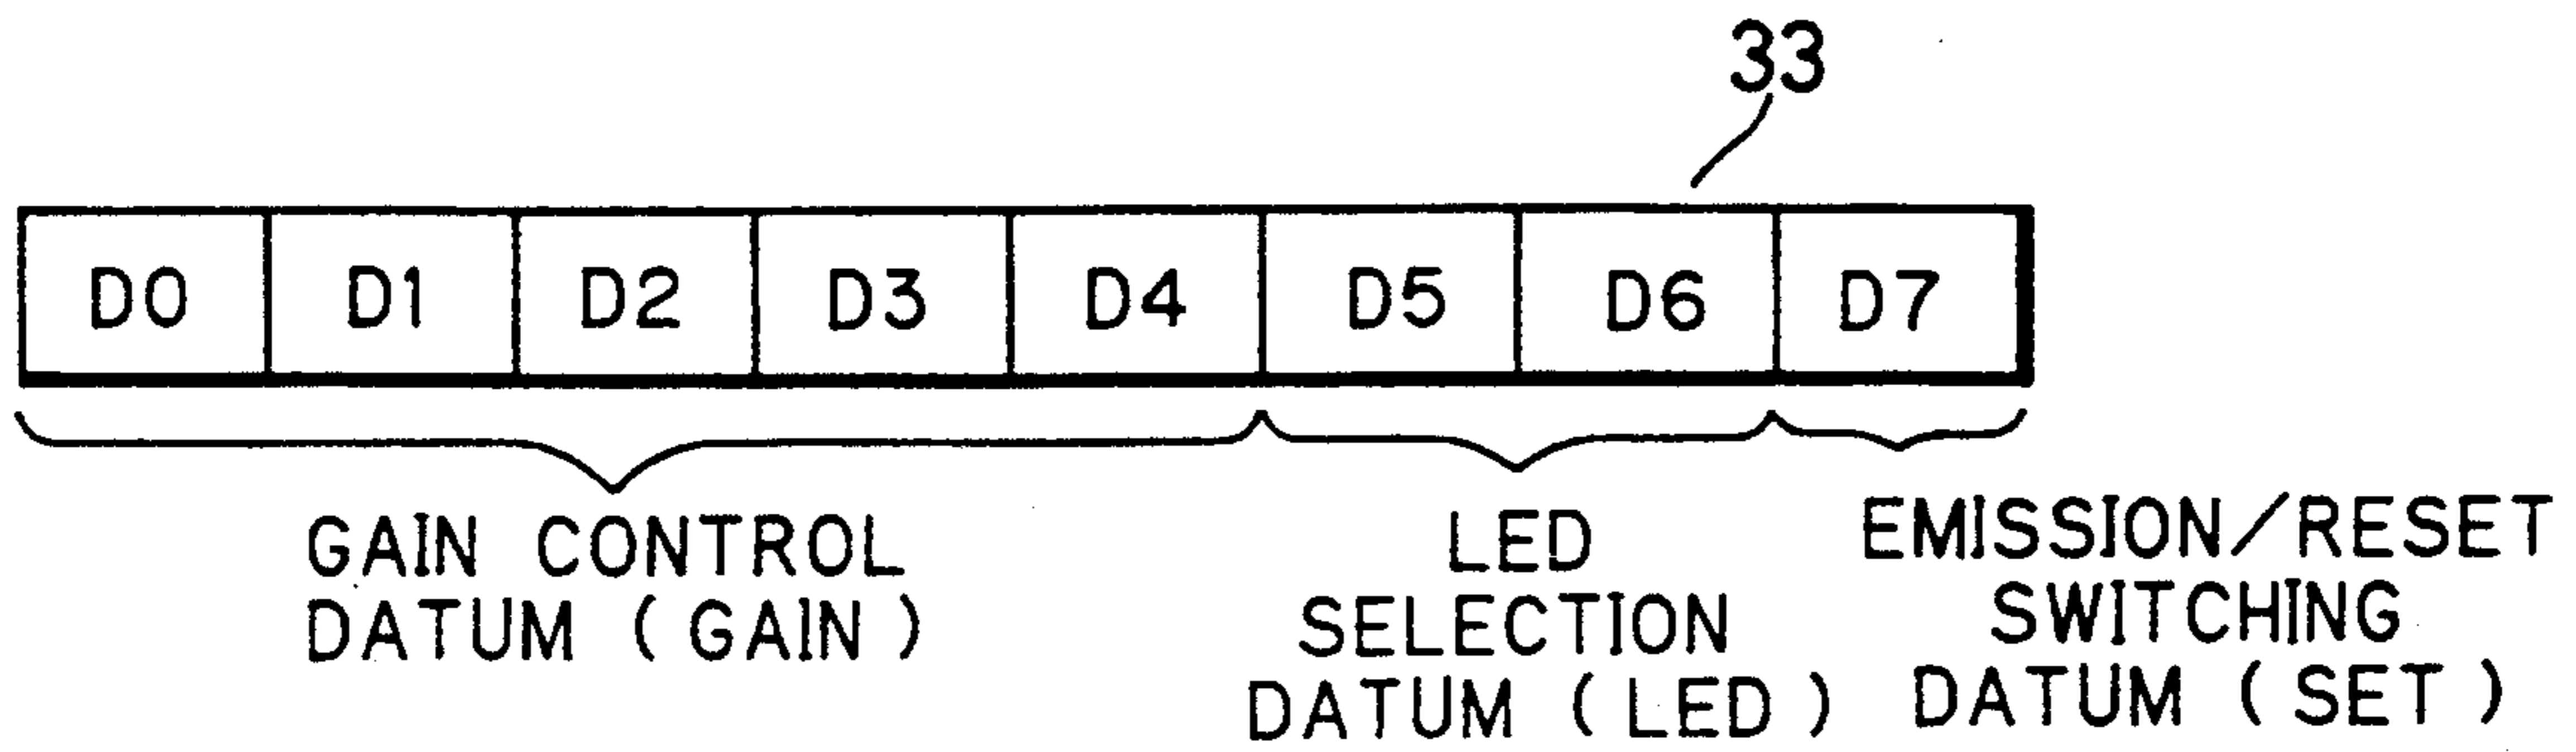 33
D0 D1 D2 D3 D4 D5 D6 D7
GAIN CONTROL
DATUM ( GAIN )
LED
SELECTION
DATUM ( LED )
EMISSION/RESET
SWITCHING
DATUM ( SET )